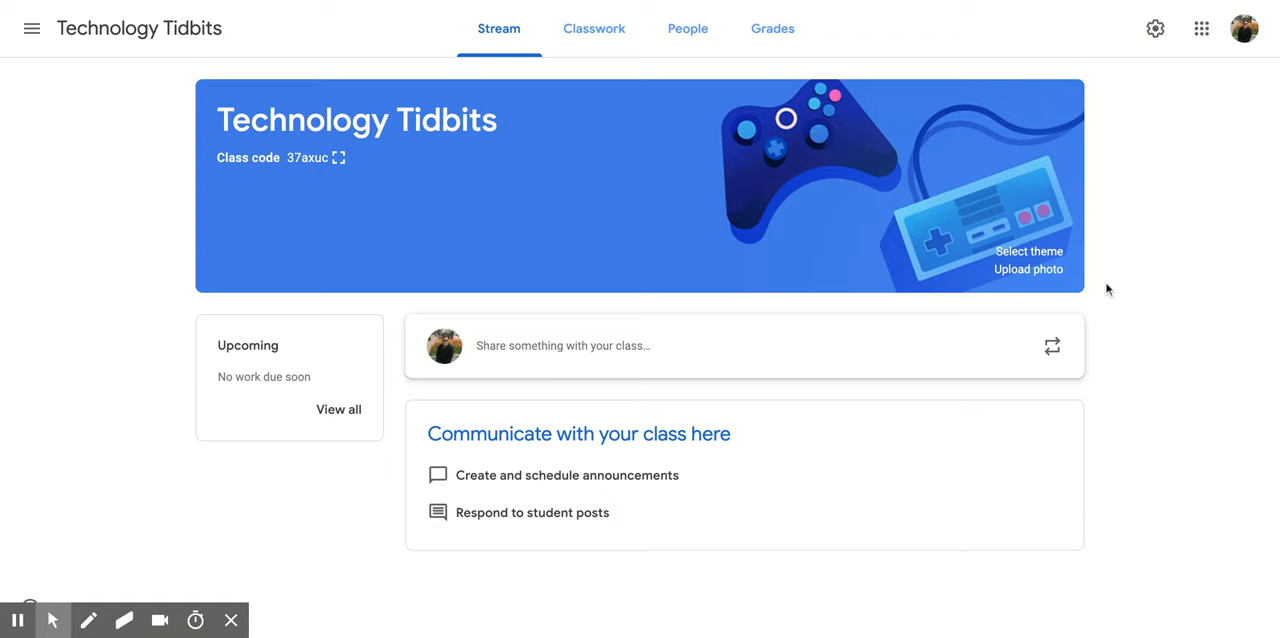 Technology Tidbits
Stream
Classwork
People
Grades
Technology Tidbits
Class code 37axuc
Select theme
Upload photo
Upcoming
No work due soon
View all
Share something with your class...
Communicate with your class here
Create and schedule announcements
Respond to student posts